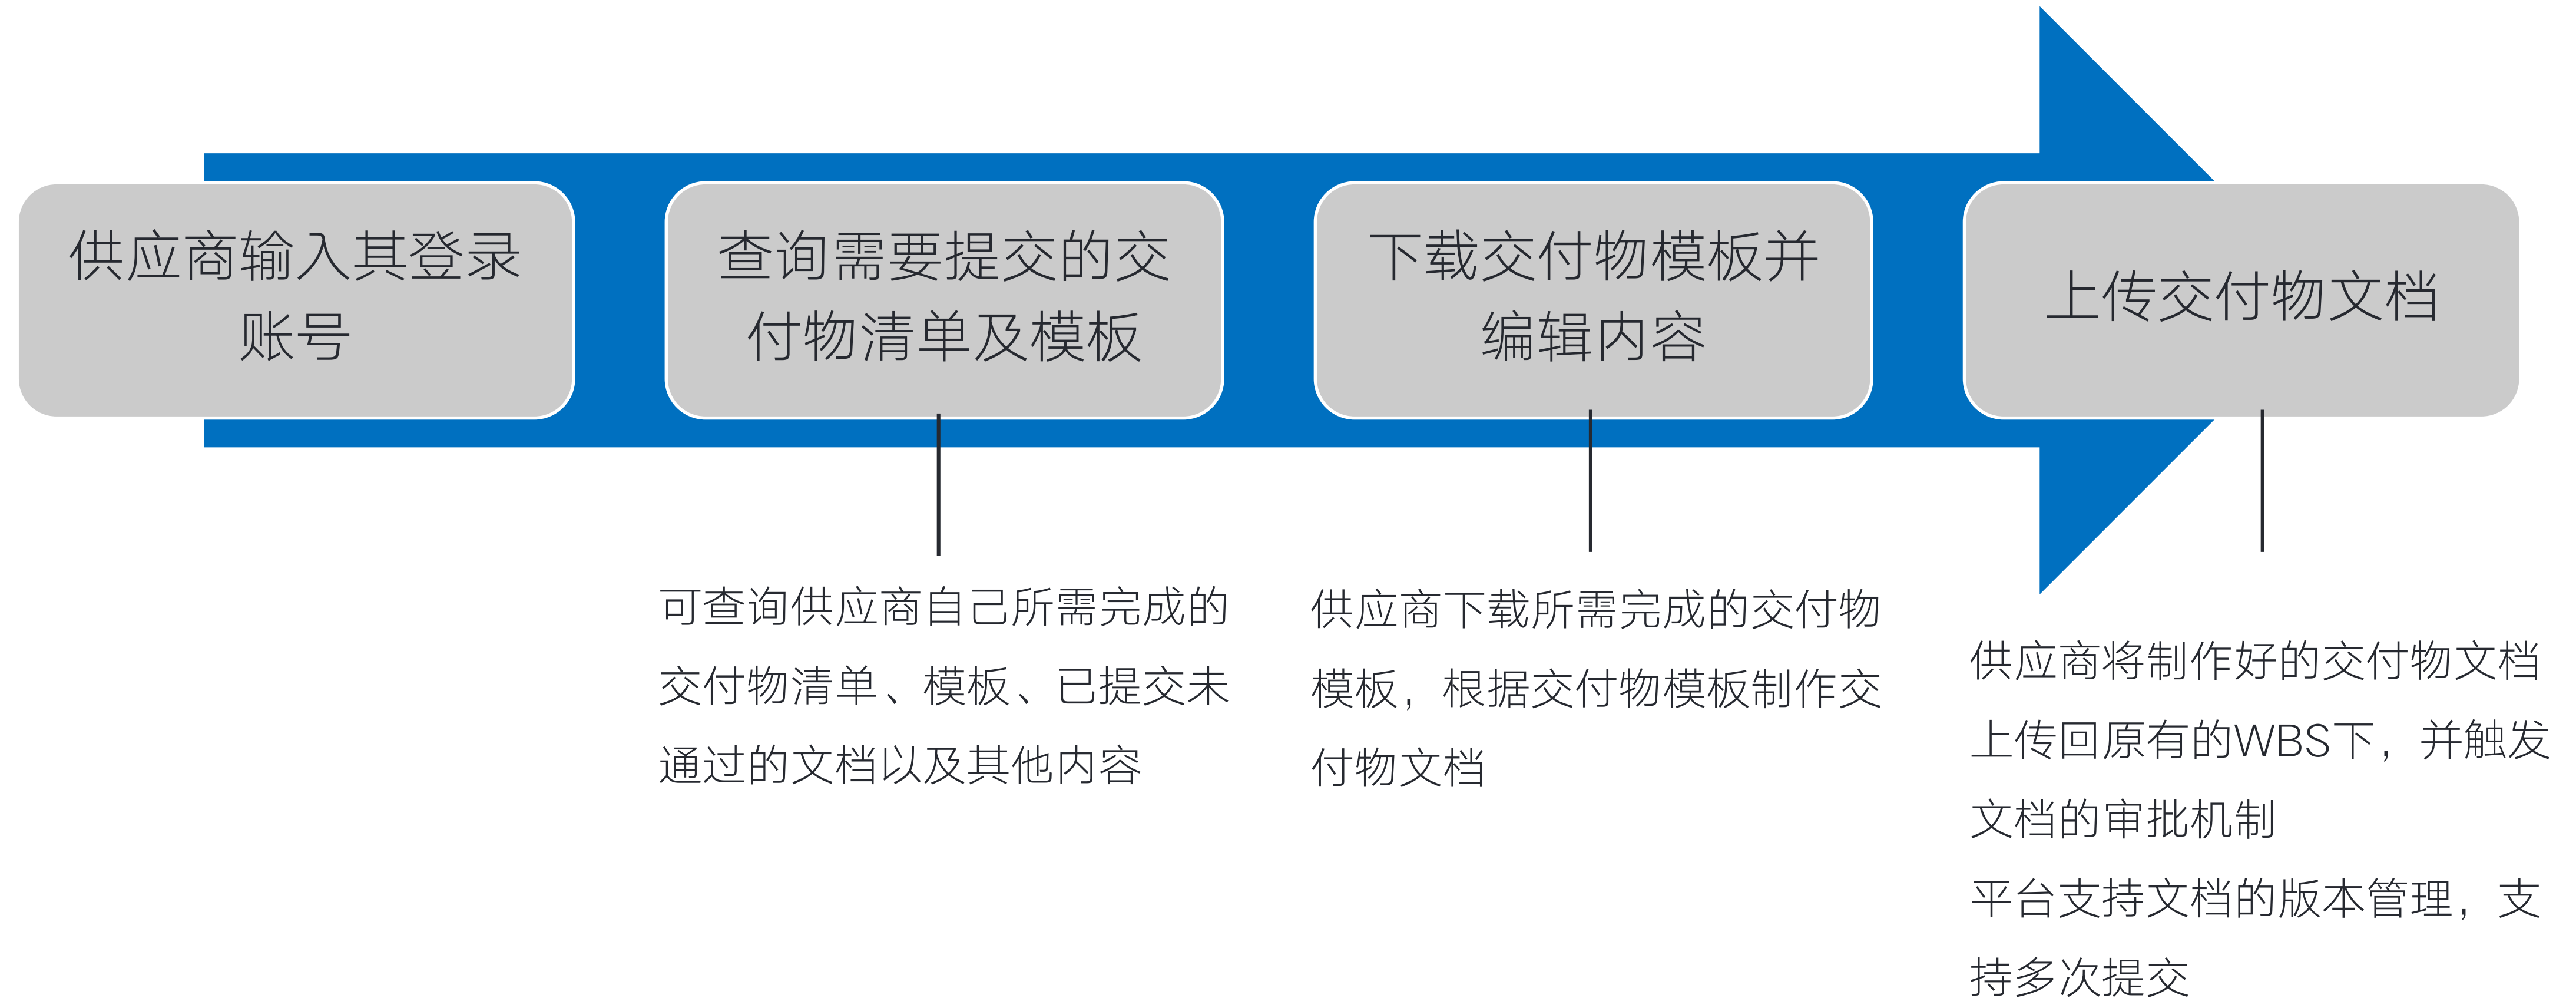 供应商输入其登录
账号
查询需要提交的交
付物清单及模板
下载交付物模板并
编辑内容
上传交付物文档
可查询供应商自己所需完成的
交付物清单、模板、已提交未
通过的文档以及其他内容
供应商下载所需完成的交付物
模板，根据交付物模板制作交
付物文档
供应商将制作好的交付物文档
上传回原有的WBS下，并触发
文档的审批机制
平台支持文档的版本管理，支
持多次提交